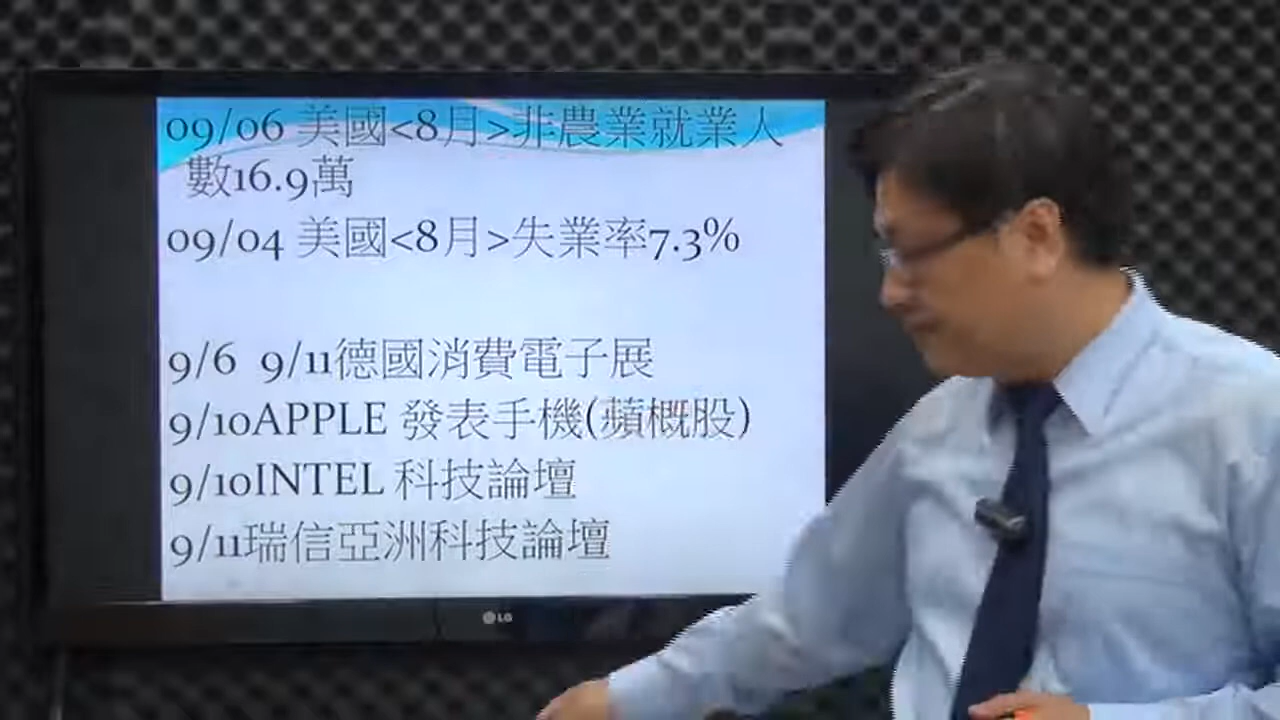 09/06 美國<8月>非農業就業人
數16.9萬
09/04 美國<8月>失業率7.3%
9/6 9/11德國消費電子展
9/10APPLE 發表手機(蘋概股)
9/10INTEL 科技論壇
9/11瑞信亞洲科技論壇
LG